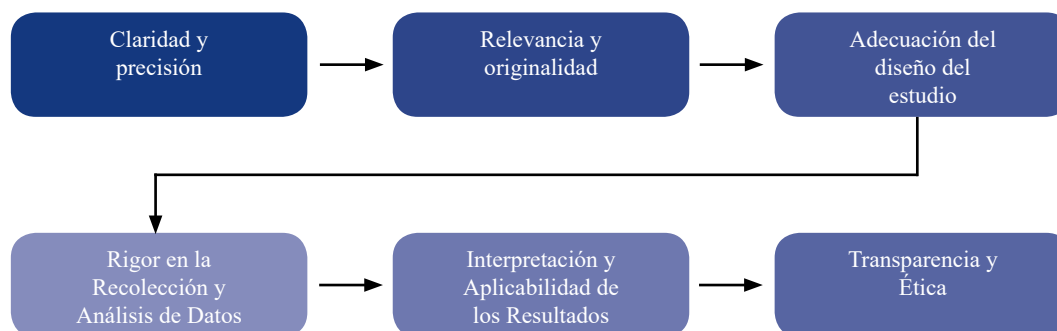 Claridad y
precisión
Relevancia y
originalidad
Adecuación del
diseño del
estudio
Rigor en la
Recolección y
Análisis de Datos
Interpretación y
Aplicabilidad de
los Resultados
Transparencia y
Ética